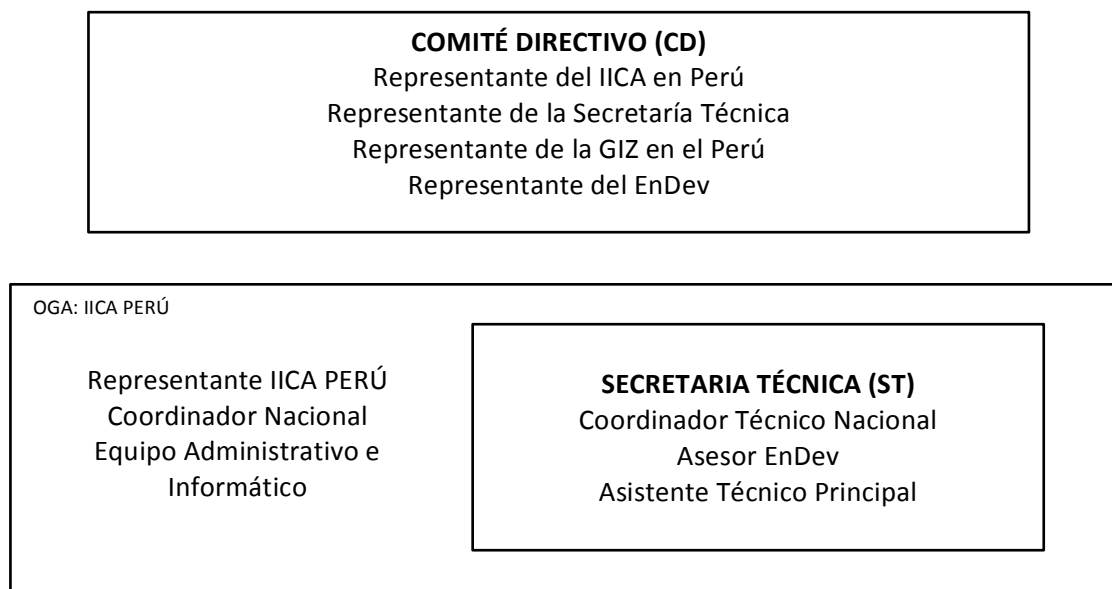 COMITÉ DIRECTIVO (CD)
Representante del IICA en Perú
Representante de la Secretaría Técnica
Representante de la GIZ en el Perú
Representante del EnDev
OGA: IICA PERÚ
Representante IICA PERÚ
Coordinador Nacional
Equipo Administrativo e
Informático
SECRETARIA TÉCNICA (ST)
Coordinador Técnico Nacional
Asesor EnDev
Asistente Técnico Principal